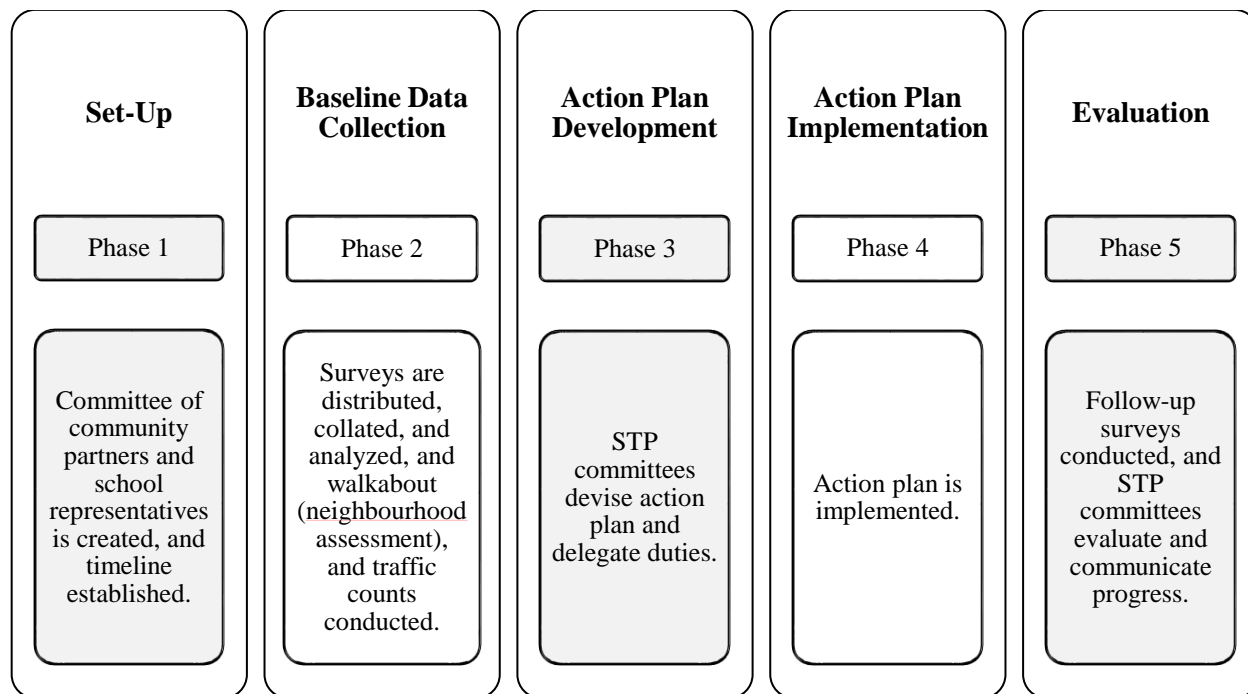 Set-Up
Phase 1
Committee of
community
partners and
school
representatives
is created, and
timeline
established.
Baseline Data
Collection
Phase 2
Surveys are
distributed,
collated, and
analyzed, and
walkabout
(neighbourhood
assessment),
and traffic
counts
conducted.
Action Plan
Development
Phase 3
STP
committees
devise action
plan and
delegate duties.
Action Plan
Implementation
Phase 4
Action plan is
implemented.
Evaluation
Phase 5
Follow-up
surveys
conducted, and
STP
committees
evaluate and
communicate
progress.